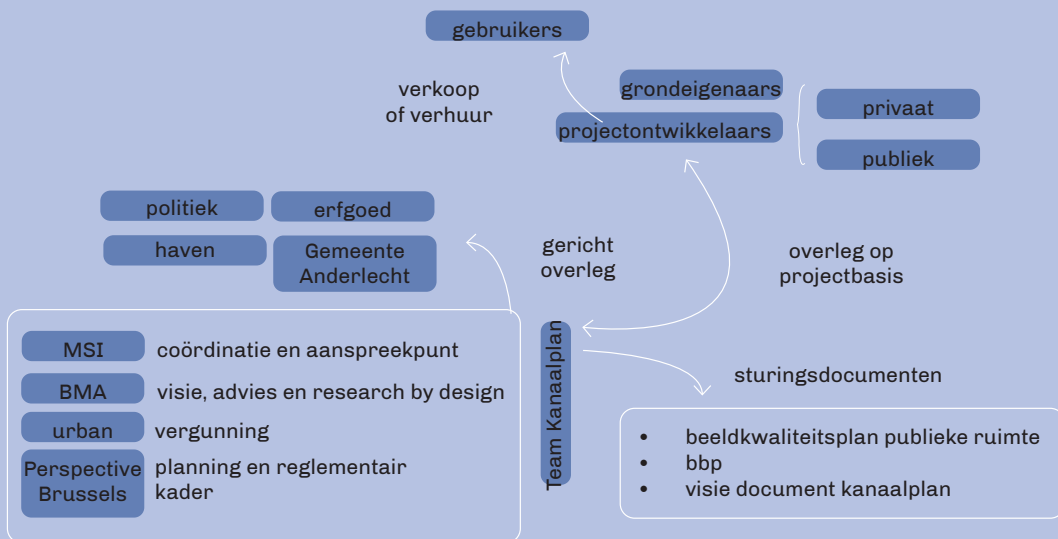 gebruikers
verkoop
of verhuur
grondeigenaars
projectontwikkelaars
privaat
publiek
politiek
erfgoed
haven
Gemeente
Anderlecht
gericht
overleg
overleg op
projectbasis
MSI
coördinatie en aanspreekpunt
BMA
visie, advies en research by design
urban
vergunning
Perspective
Brussels
planning en reglementair
kader
Team Kanaalplan
sturingsdocumenten
• beeldkwaliteitsplan publieke ruimte
• bbp
• visie document kanaalplan